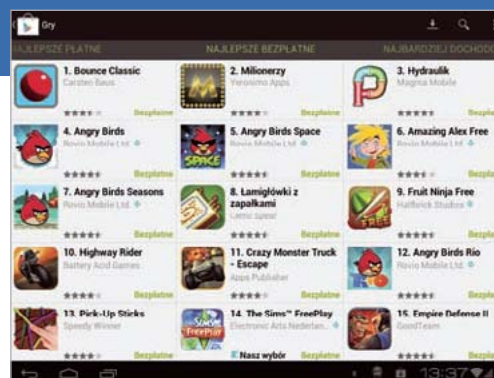 Gry
NAJLEPSZE PŁATNE
NAJLEPSZE BEZPŁATNE
NAJBARDZIEJ DOCHODO
1. Bounce Classic
Bezpłatne
2. Milionerzy
Veronimo Apps
Bezpłatne
3. Hydraulik
Magma Mobile
Bezpłatne
4. Angry Birds
Rovio Mobile Ltd.
Bezpłatne
5. Angry Birds Space
Rovio Mobile Ltd.
Bezpłatne
SPACE
6. Amazing Alex Free
Rovio Mobile Ltd.
Bezpłatne
7. Angry Birds Seasons
Rovio Mobile Ltd.
Bezpłatne
8. Łamigłówki z
zapałkami
Bezpłatne
9. Fruit Ninja Free
Halfbrick Studios
Bezpłatne
FREE
10. Highway Rider
Battery Acid Games
Bezpłatne
11. Crazy Monster Truck
- Escape
Apps Publisher
Bezpłatne
12. Angry Birds Rio
Rovio Mobile Ltd.
Bezpłatne
13. Pick-Up Sticks
Speedy Winner
Bezpłatne
14. The Sims™ FreePlay
Electronic Arts Nederlan..
Nasz wybór
Bezpłatne
15. Empire Defense II
GoodTeam
Bezpłatne
13:37